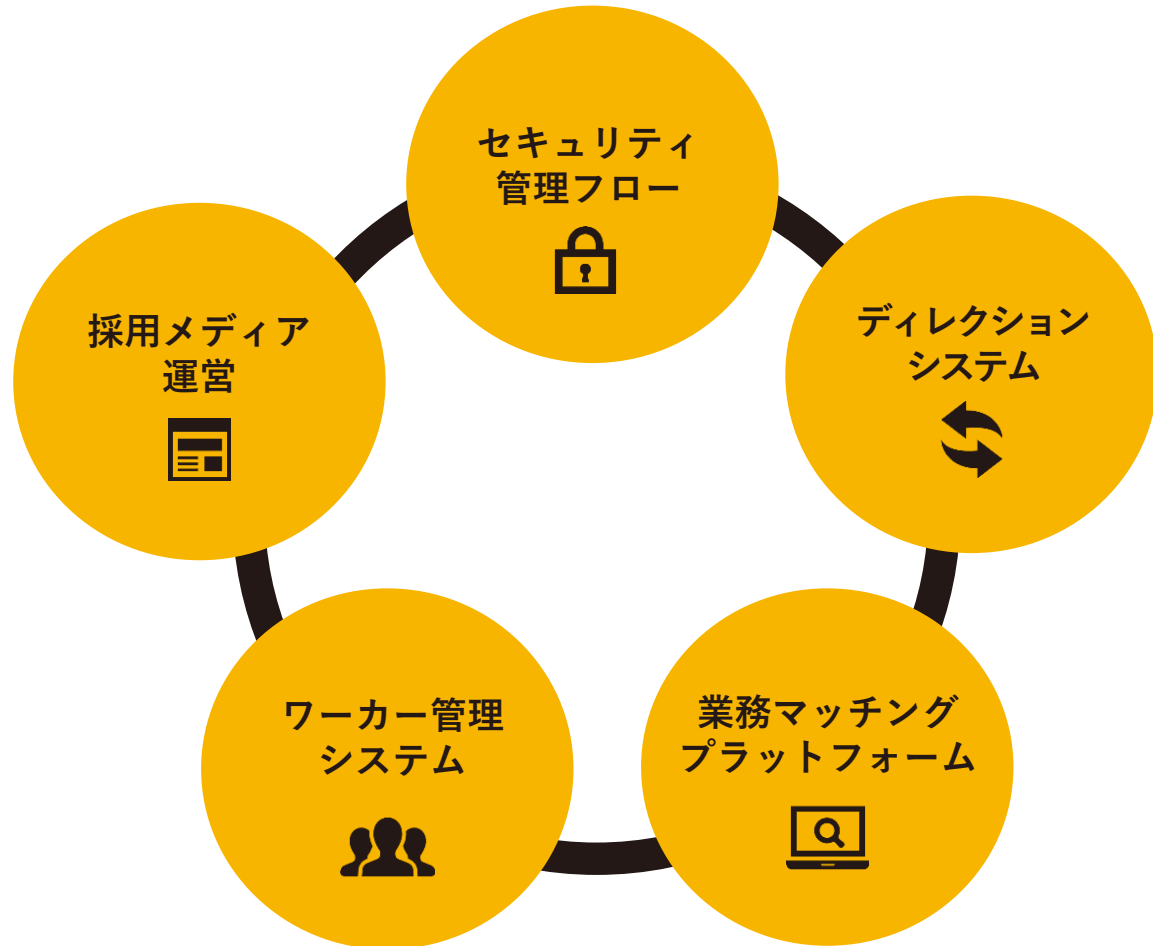 セキュリティ
管理フロー
ディレクション
システム
業務マッチング
プラットフォーム
ワーカー管理
システム
採用メディア
運営